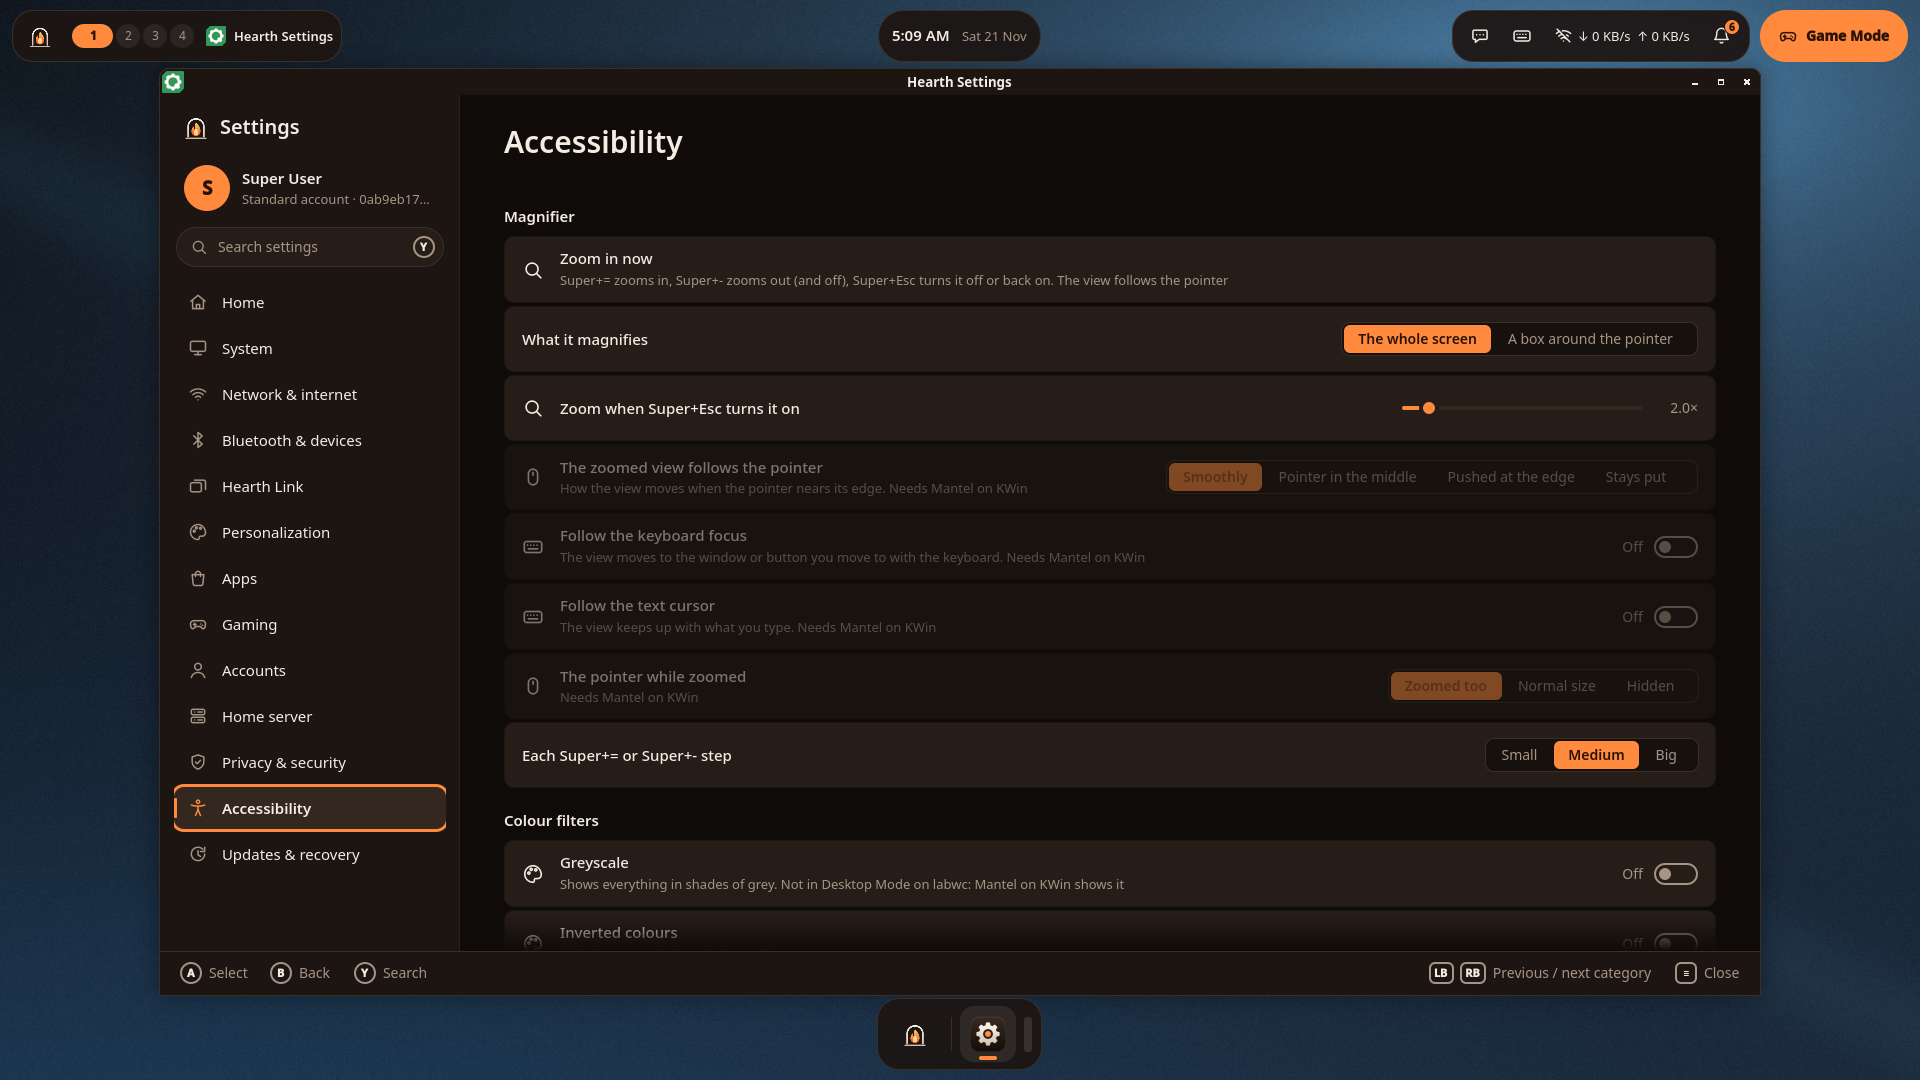 1 2 3 4 Hearth Settings
5:09 AM Sat 21 Nov
↓ 0 KB/s ↑ 0 KB/s 6 Game Mode
Hearth Settings
Settings
S
Super User
Standard account · 0ab9eb17...
Search settings Y
Home
System
Network & internet
Bluetooth & devices
Hearth Link
Personalization
Apps
Gaming
Accounts
Home server
Privacy & security
Accessibility
Updates & recovery
Accessibility
Magnifier
Zoom in now
Super+= zooms in, Super+- zooms out (and off), Super+Esc turns it off or back on. The view follows the pointer
What it magnifies The whole screen A box around the pointer
Zoom when Super+Esc turns it on 2.0×
The zoomed view follows the pointer
How the view moves when the pointer nears its edge. Needs Mantel on KWin
Smoothly Pointer in the middle Pushed at the edge Stays put
Follow the keyboard focus
The view moves to the window or button you move to with the keyboard. Needs Mantel on KWin
Off
Follow the text cursor
The view keeps up with what you type. Needs Mantel on KWin
Off
The pointer while zoomed
Needs Mantel on KWin
Zoomed too Normal size Hidden
Each Super+= or Super+- step Small Medium Big
Colour filters
Greyscale
Shows everything in shades of grey. Not in Desktop Mode on labwc: Mantel on KWin shows it
Off
Inverted colours
Off
A Select B Back Y Search
LB RB Previous / next category ≡ Close